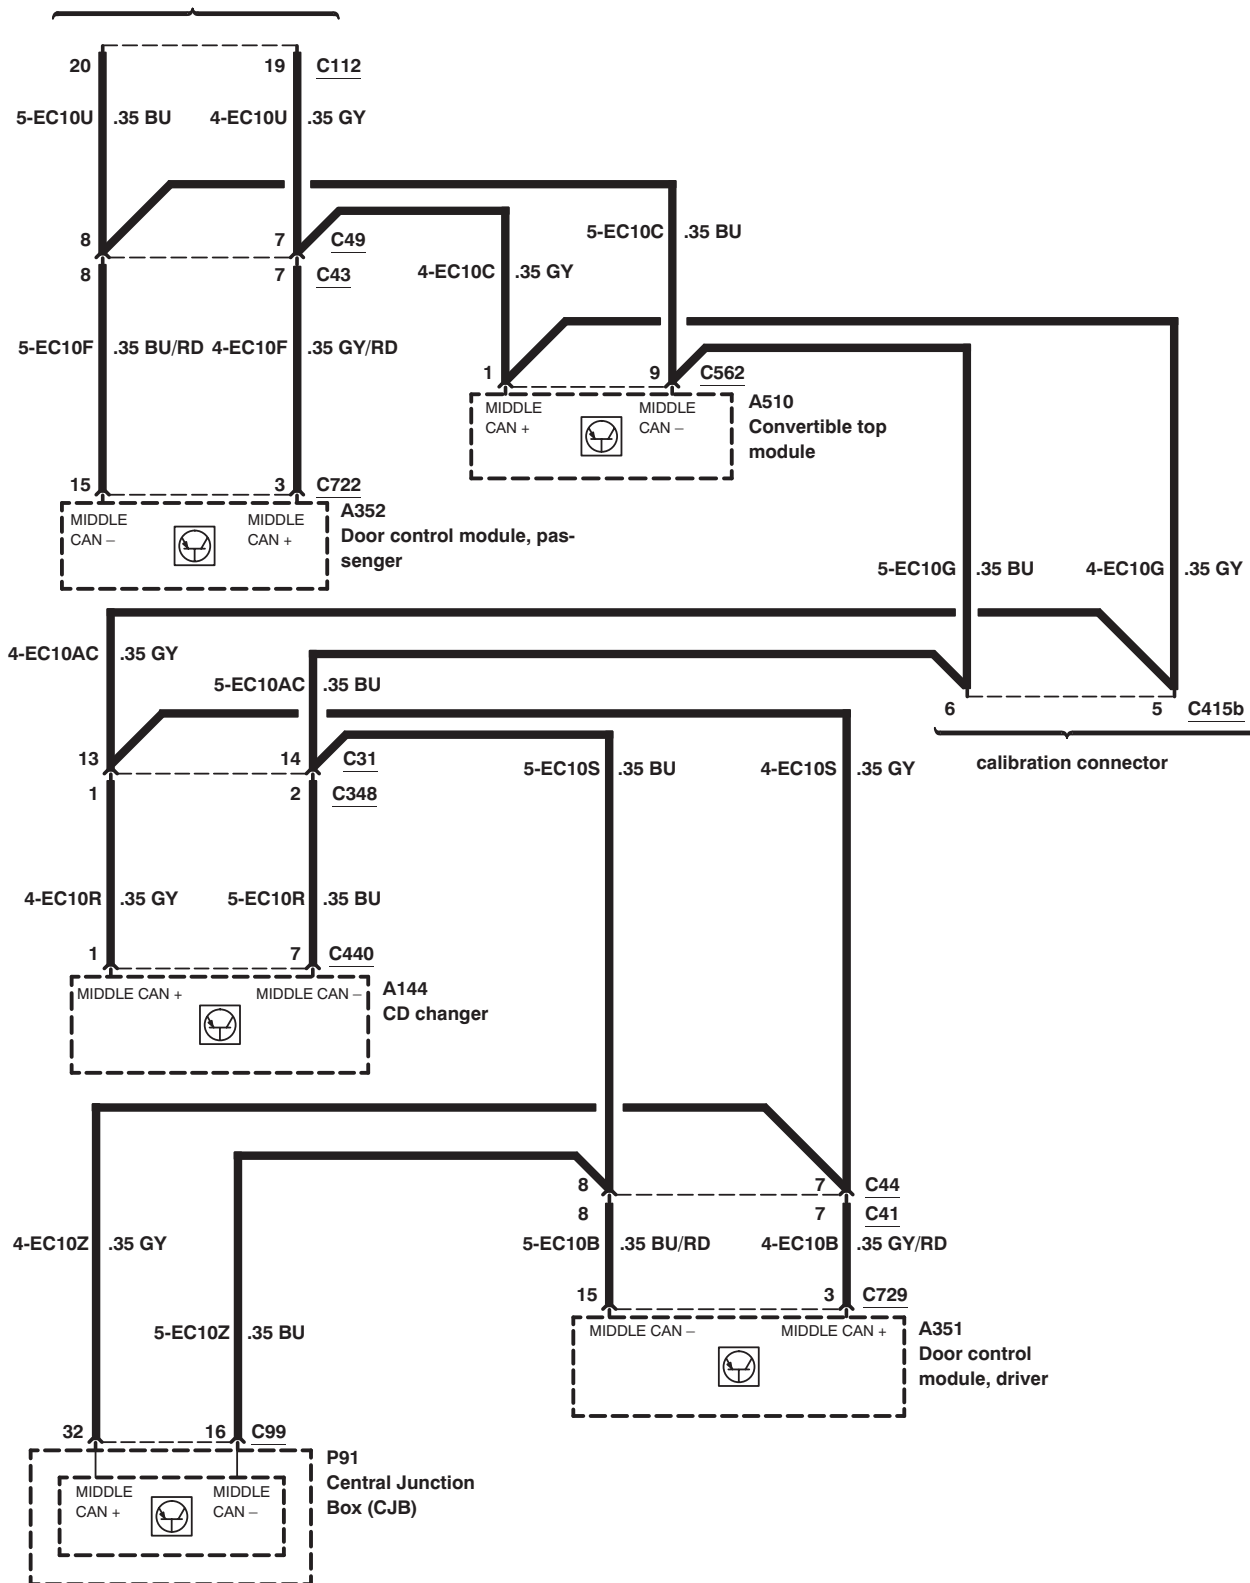 20 19 C112
5-EC10U .35 BU 4-EC10U .35 GY
8 7 C49
8 7 C43
5-EC10C .35 BU
4-EC10C .35 GY
5-EC10F .35 BU/RD 4-EC10F .35 GY/RD
1 9 C562
MIDDLE CAN + MIDDLE CAN –
A510
Convertible top
module
15 3 C722
MIDDLE CAN – MIDDLE CAN +
A352
Door control module, pas-
senger
5-EC10G .35 BU 4-EC10G .35 GY
4-EC10AC .35 GY
5-EC10AC .35 BU
6 5 C415b
calibration connector
13 14 C31
1 2 C348
5-EC10S .35 BU 4-EC10S .35 GY
4-EC10R .35 GY 5-EC10R .35 BU
1 7 C440
MIDDLE CAN + MIDDLE CAN –
A144
CD changer
8 7 C44
8 7 C41
4-EC10Z .35 GY
5-EC10B .35 BU/RD 4-EC10B .35 GY/RD
15 3 C729
5-EC10Z .35 BU
MIDDLE CAN – MIDDLE CAN +
A351
Door control
module, driver
32 16 C99
P91
Central Junction
Box (CJB)
MIDDLE CAN + MIDDLE CAN –